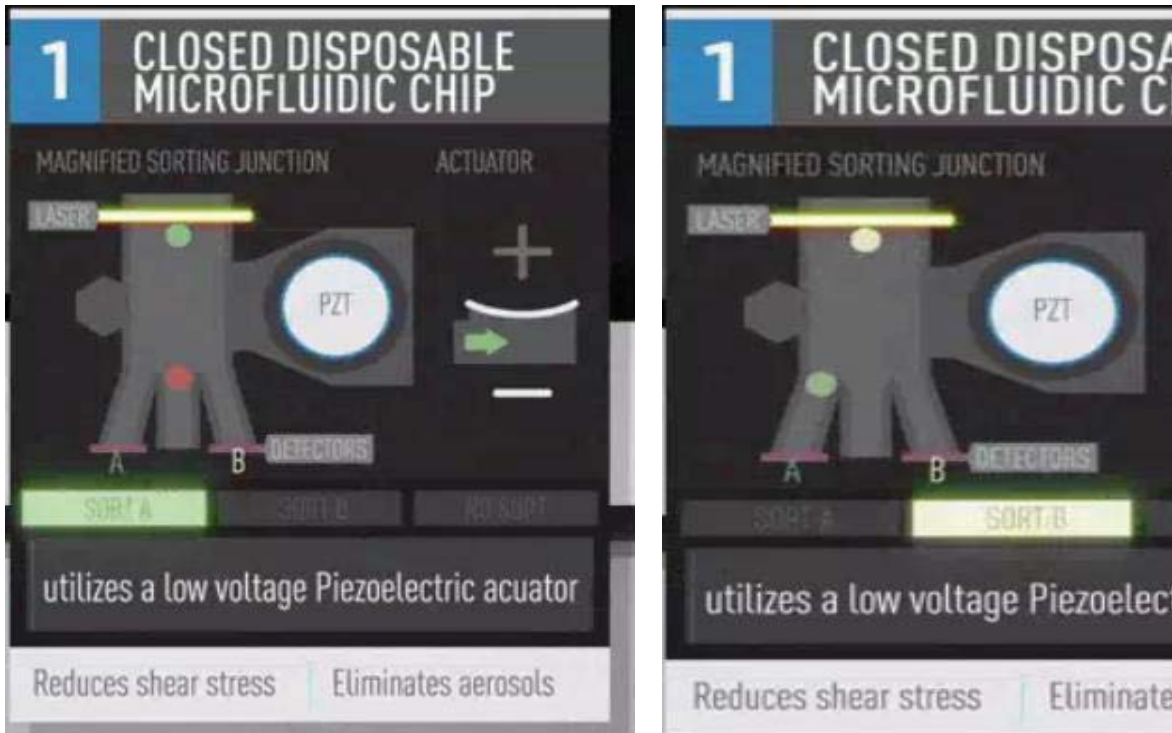 1
CLOSED DISPOSABLE
MICROFLUIDIC CHIP
MAGNIFIED SORTING JUNCTION
ACTUATOR
LASER
PZT
+
−
A
B
DETECTORS
SORT A
SORT B
NO SORT
utilizes a low voltage Piezoelectric acuator
Reduces shear stress
Eliminates aerosols
1
CLOSED DISPOSA
MICROFLUIDIC C
MAGNIFIED SORTING JUNCTION
LASER
PZT
A
B
DETECTORS
SORT A
SORT B
utilizes a low voltage Piezoelect
Reduces shear stress
Eliminate